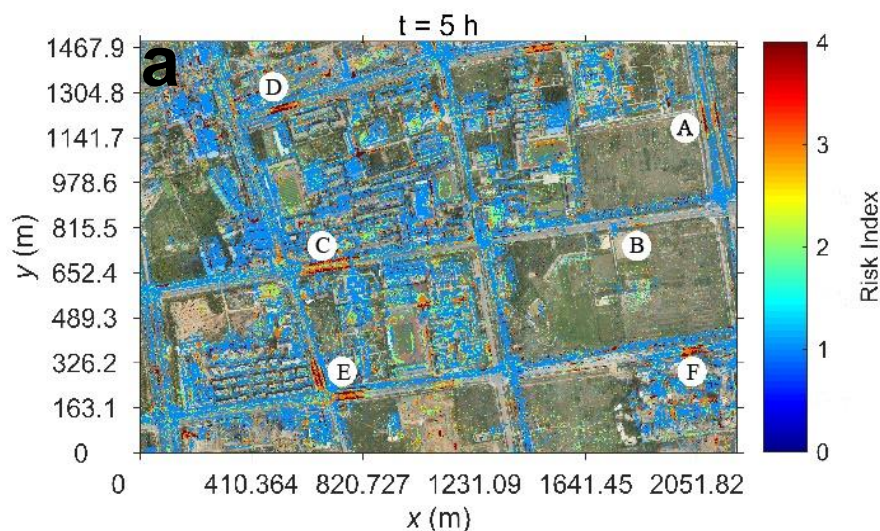 t = 5 h
a
1467.9
1304.8
1141.7
978.6
815.5
652.4
489.3
326.2
163.1
0
y (m)
D
A
C
B
E
F
0 410.364 820.727 1231.09 1641.45 2051.82
x (m)
4
3
2
1
0
Risk Index